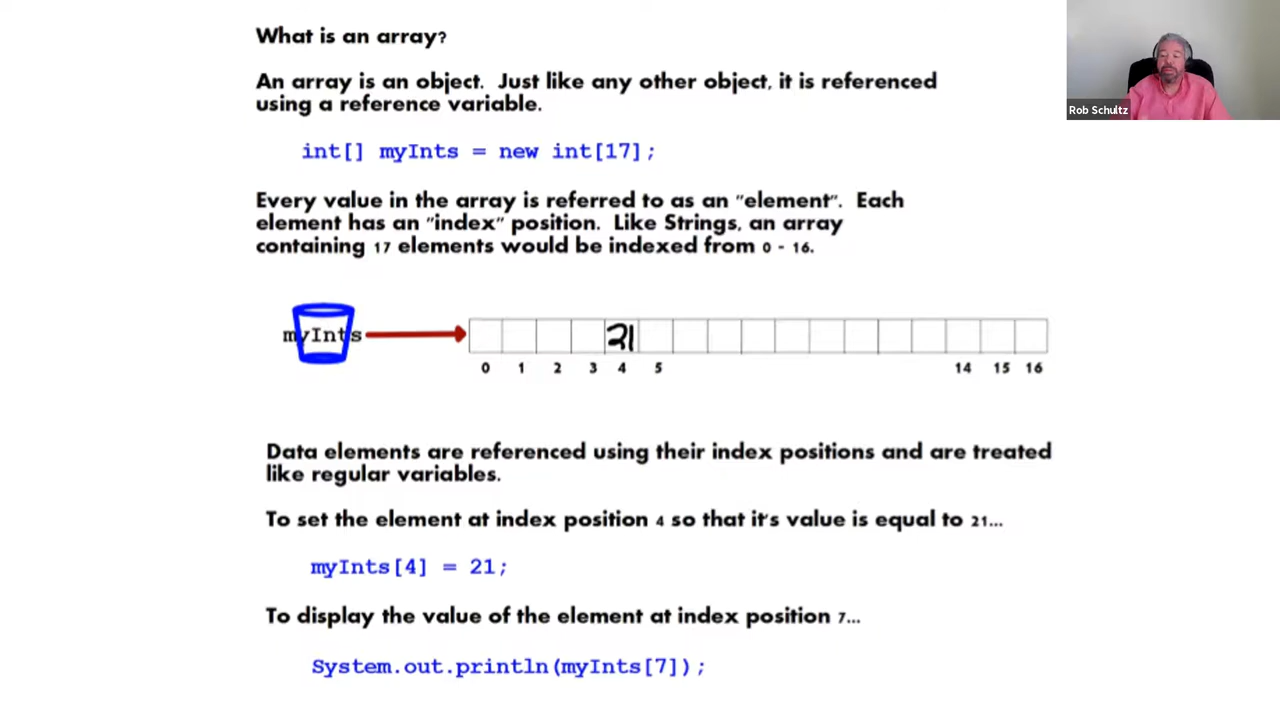 What is an array?
Rob Schultz
An array is an object. Just like any other object, it is referenced
using a reference variable.
int[] myInts = new int[17];
Every value in the array is referred to as an "element". Each
element has an "index" position. Like Strings, an array
containing 17 elements would be indexed from 0 - 16.
myInts
21
0 1 2 3 4 5 14 15 16
Data elements are referenced using their index positions and are treated
like regular variables.
To set the element at index position 4 so that it's value is equal to 21...
myInts[4] = 21;
To display the value of the element at index position 7...
System.out.println(myInts[7]);